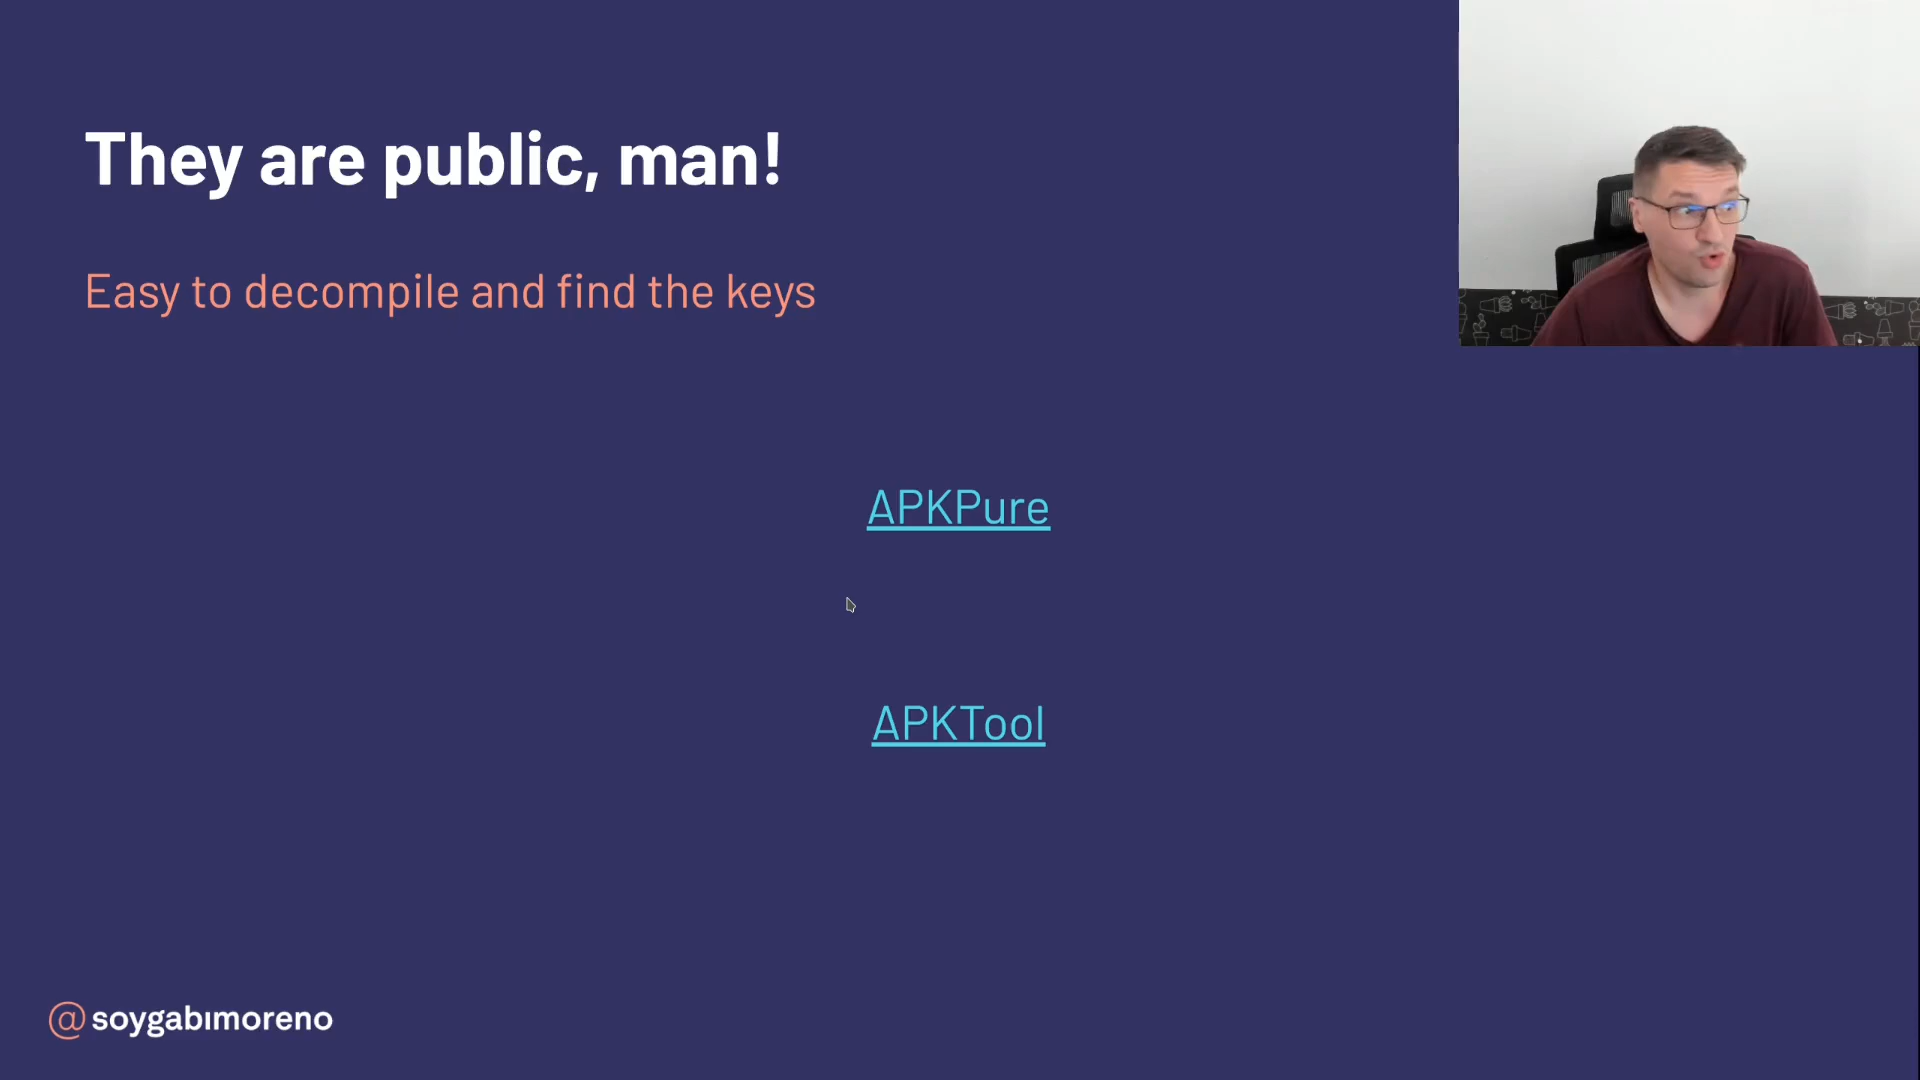 They are public, man!
Easy to decompile and find the keys
APKPure
APKTool
@soygabimoreno